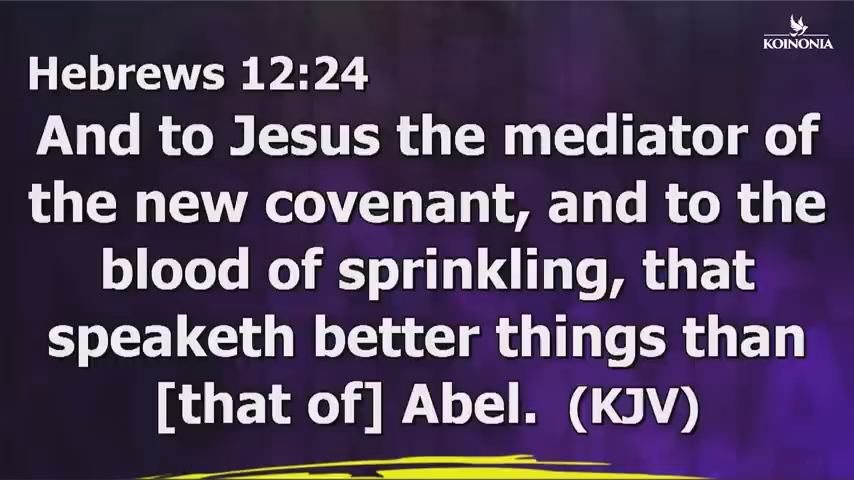 KOINONIA
Hebrews 12:24
And to Jesus the mediator of
the new covenant, and to the
blood of sprinkling, that
speaketh better things than
[that of] Abel. (KJV)